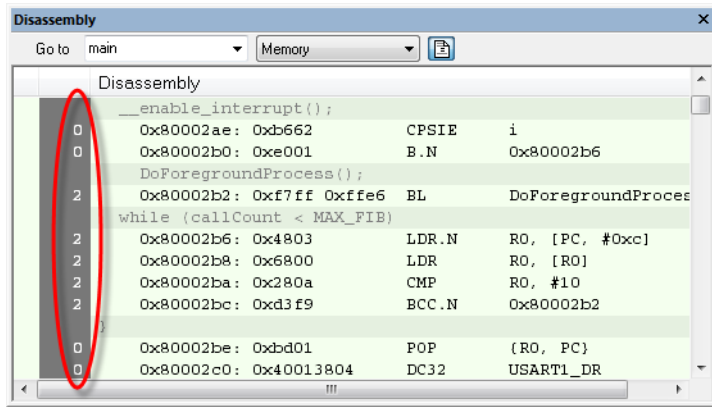 Disassembly
Go to main Memory
Disassembly
__enable_interrupt();
0 0x80002ae: 0xb662 CPSIE i
0 0x80002b0: 0xe001 B.N 0x80002b6
DoForegroundProcess();
2 0x80002b2: 0xf7ff 0xffe6 BL DoForegroundProces
while (callCount < MAX_FIB)
2 0x80002b6: 0x4803 LDR.N R0, [PC, #0xc]
2 0x80002b8: 0x6800 LDR R0, [R0]
2 0x80002ba: 0x280a CMP R0, #10
2 0x80002bc: 0xd3f9 BCC.N 0x80002b2
}
0 0x80002be: 0xbd01 POP {R0, PC}
0 0x80002c0: 0x40013804 DC32 USART1_DR